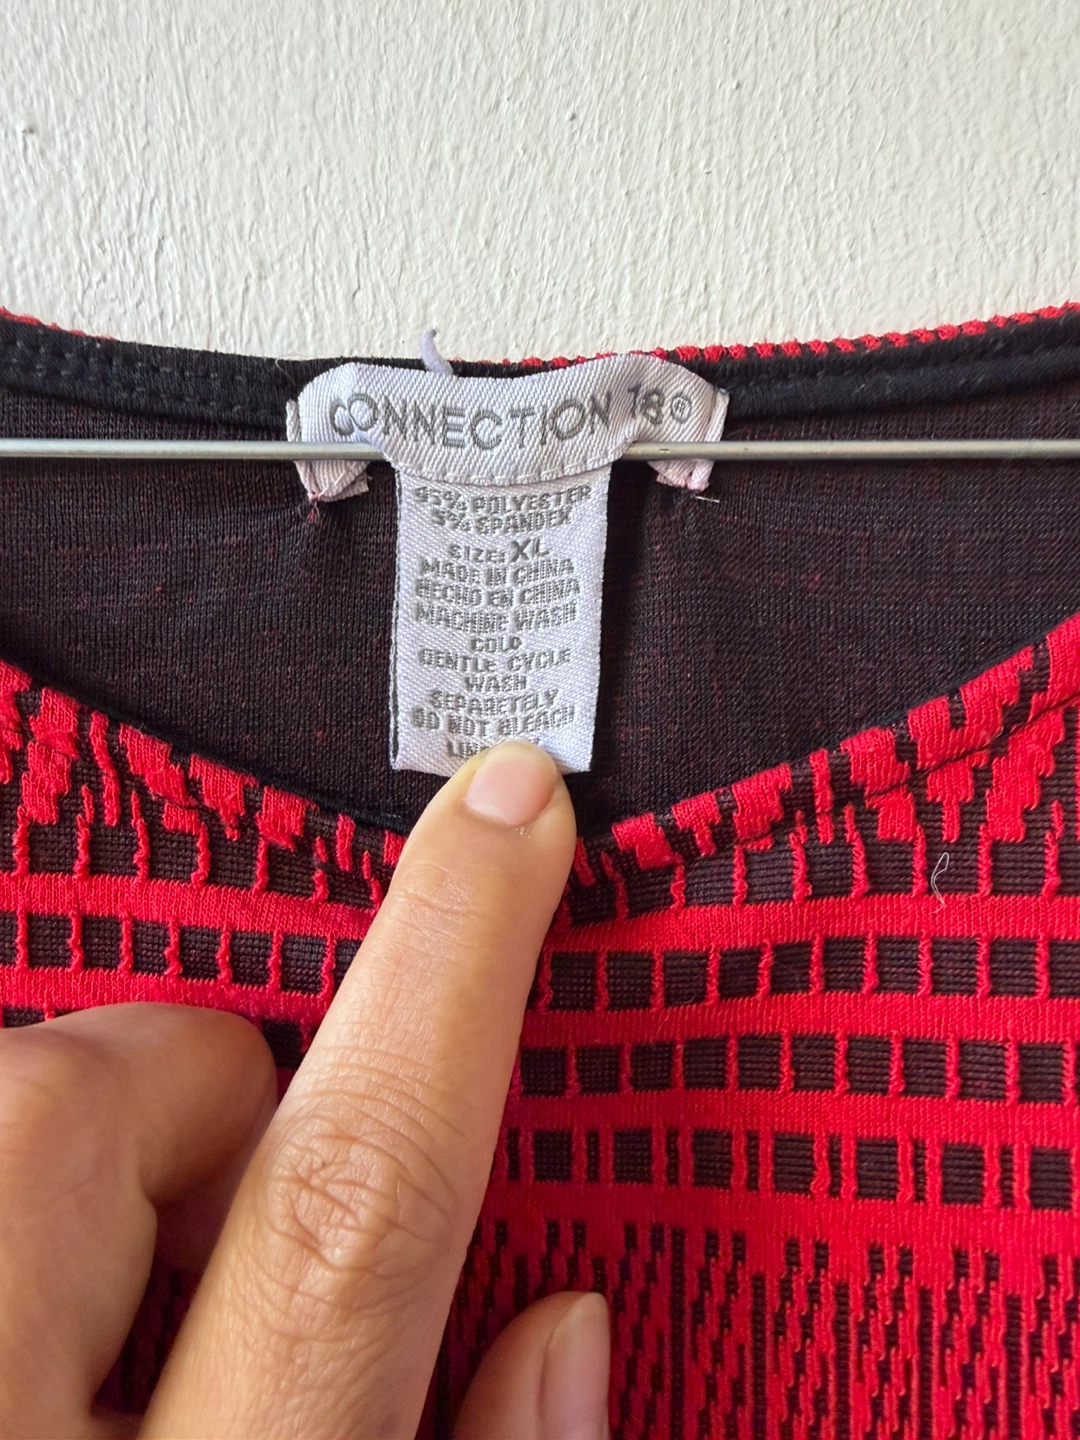 CONNECTION 18®
95% POLYESTER
5% SPANDEX
SIZE: XL
MADE IN CHINA
HECHO EN CHINA
MACHINE WASH
COLD
GENTLE CYCLE
WASH
SEPARETELY
DO NOT BLEACH